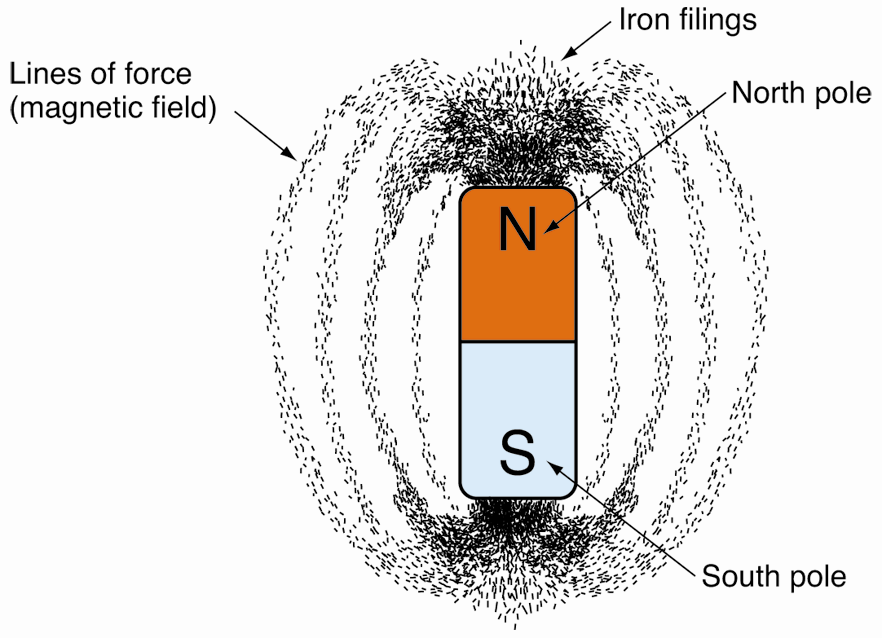 Iron filings
Lines of force
(magnetic field)
North pole
N
S
South pole